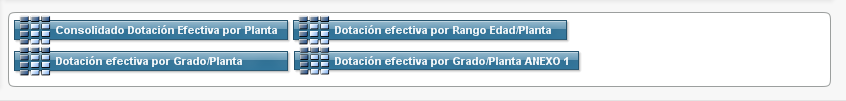 Consolidado Dotación Efectiva por Planta
Dotación efectiva por Rango Edad/Planta
Dotación efectiva por Grado/Planta
Dotación efectiva por Grado/Planta ANEXO 1